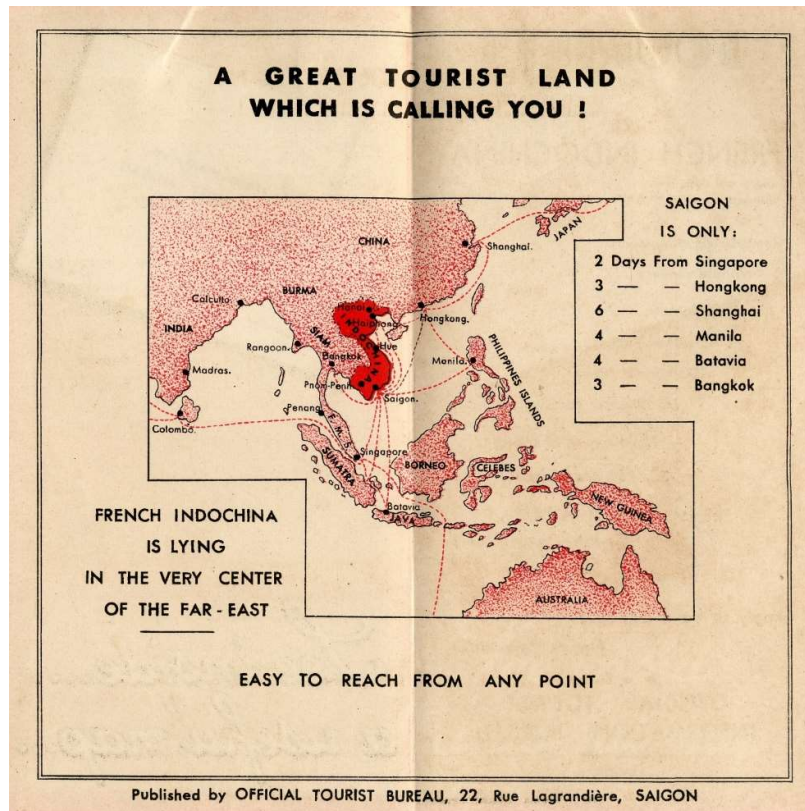 A GREAT TOURIST LAND
WHICH IS CALLING YOU !
SAIGON
IS ONLY:
2 Days From Singapore
3 — — Hongkong
6 — — Shanghai
4 — — Manila
4 — — Batavia
3 — — Bangkok
JAPAN
CHINA
Shanghai.
BURMA
Calcutta
Hanoi
Haiphong
Hongkong.
INDIA
SIAM
INDOCHINA
Hue
Rangoon.
Bangkok
Madras.
Manila.
PHILIPPINES ISLANDS
Pnom-Penh
Saigon.
Penang
Colombo.
F. M. S.
Singapore
SUMATRA
BORNEO
CELEBES
NEW GUINEA
Batavia
JAVA
AUSTRALIA
FRENCH INDOCHINA
IS LYING
IN THE VERY CENTER
OF THE FAR-EAST
EASY TO REACH FROM ANY POINT
Published by OFFICIAL TOURIST BUREAU, 22, Rue Lagrandière, SAIGON